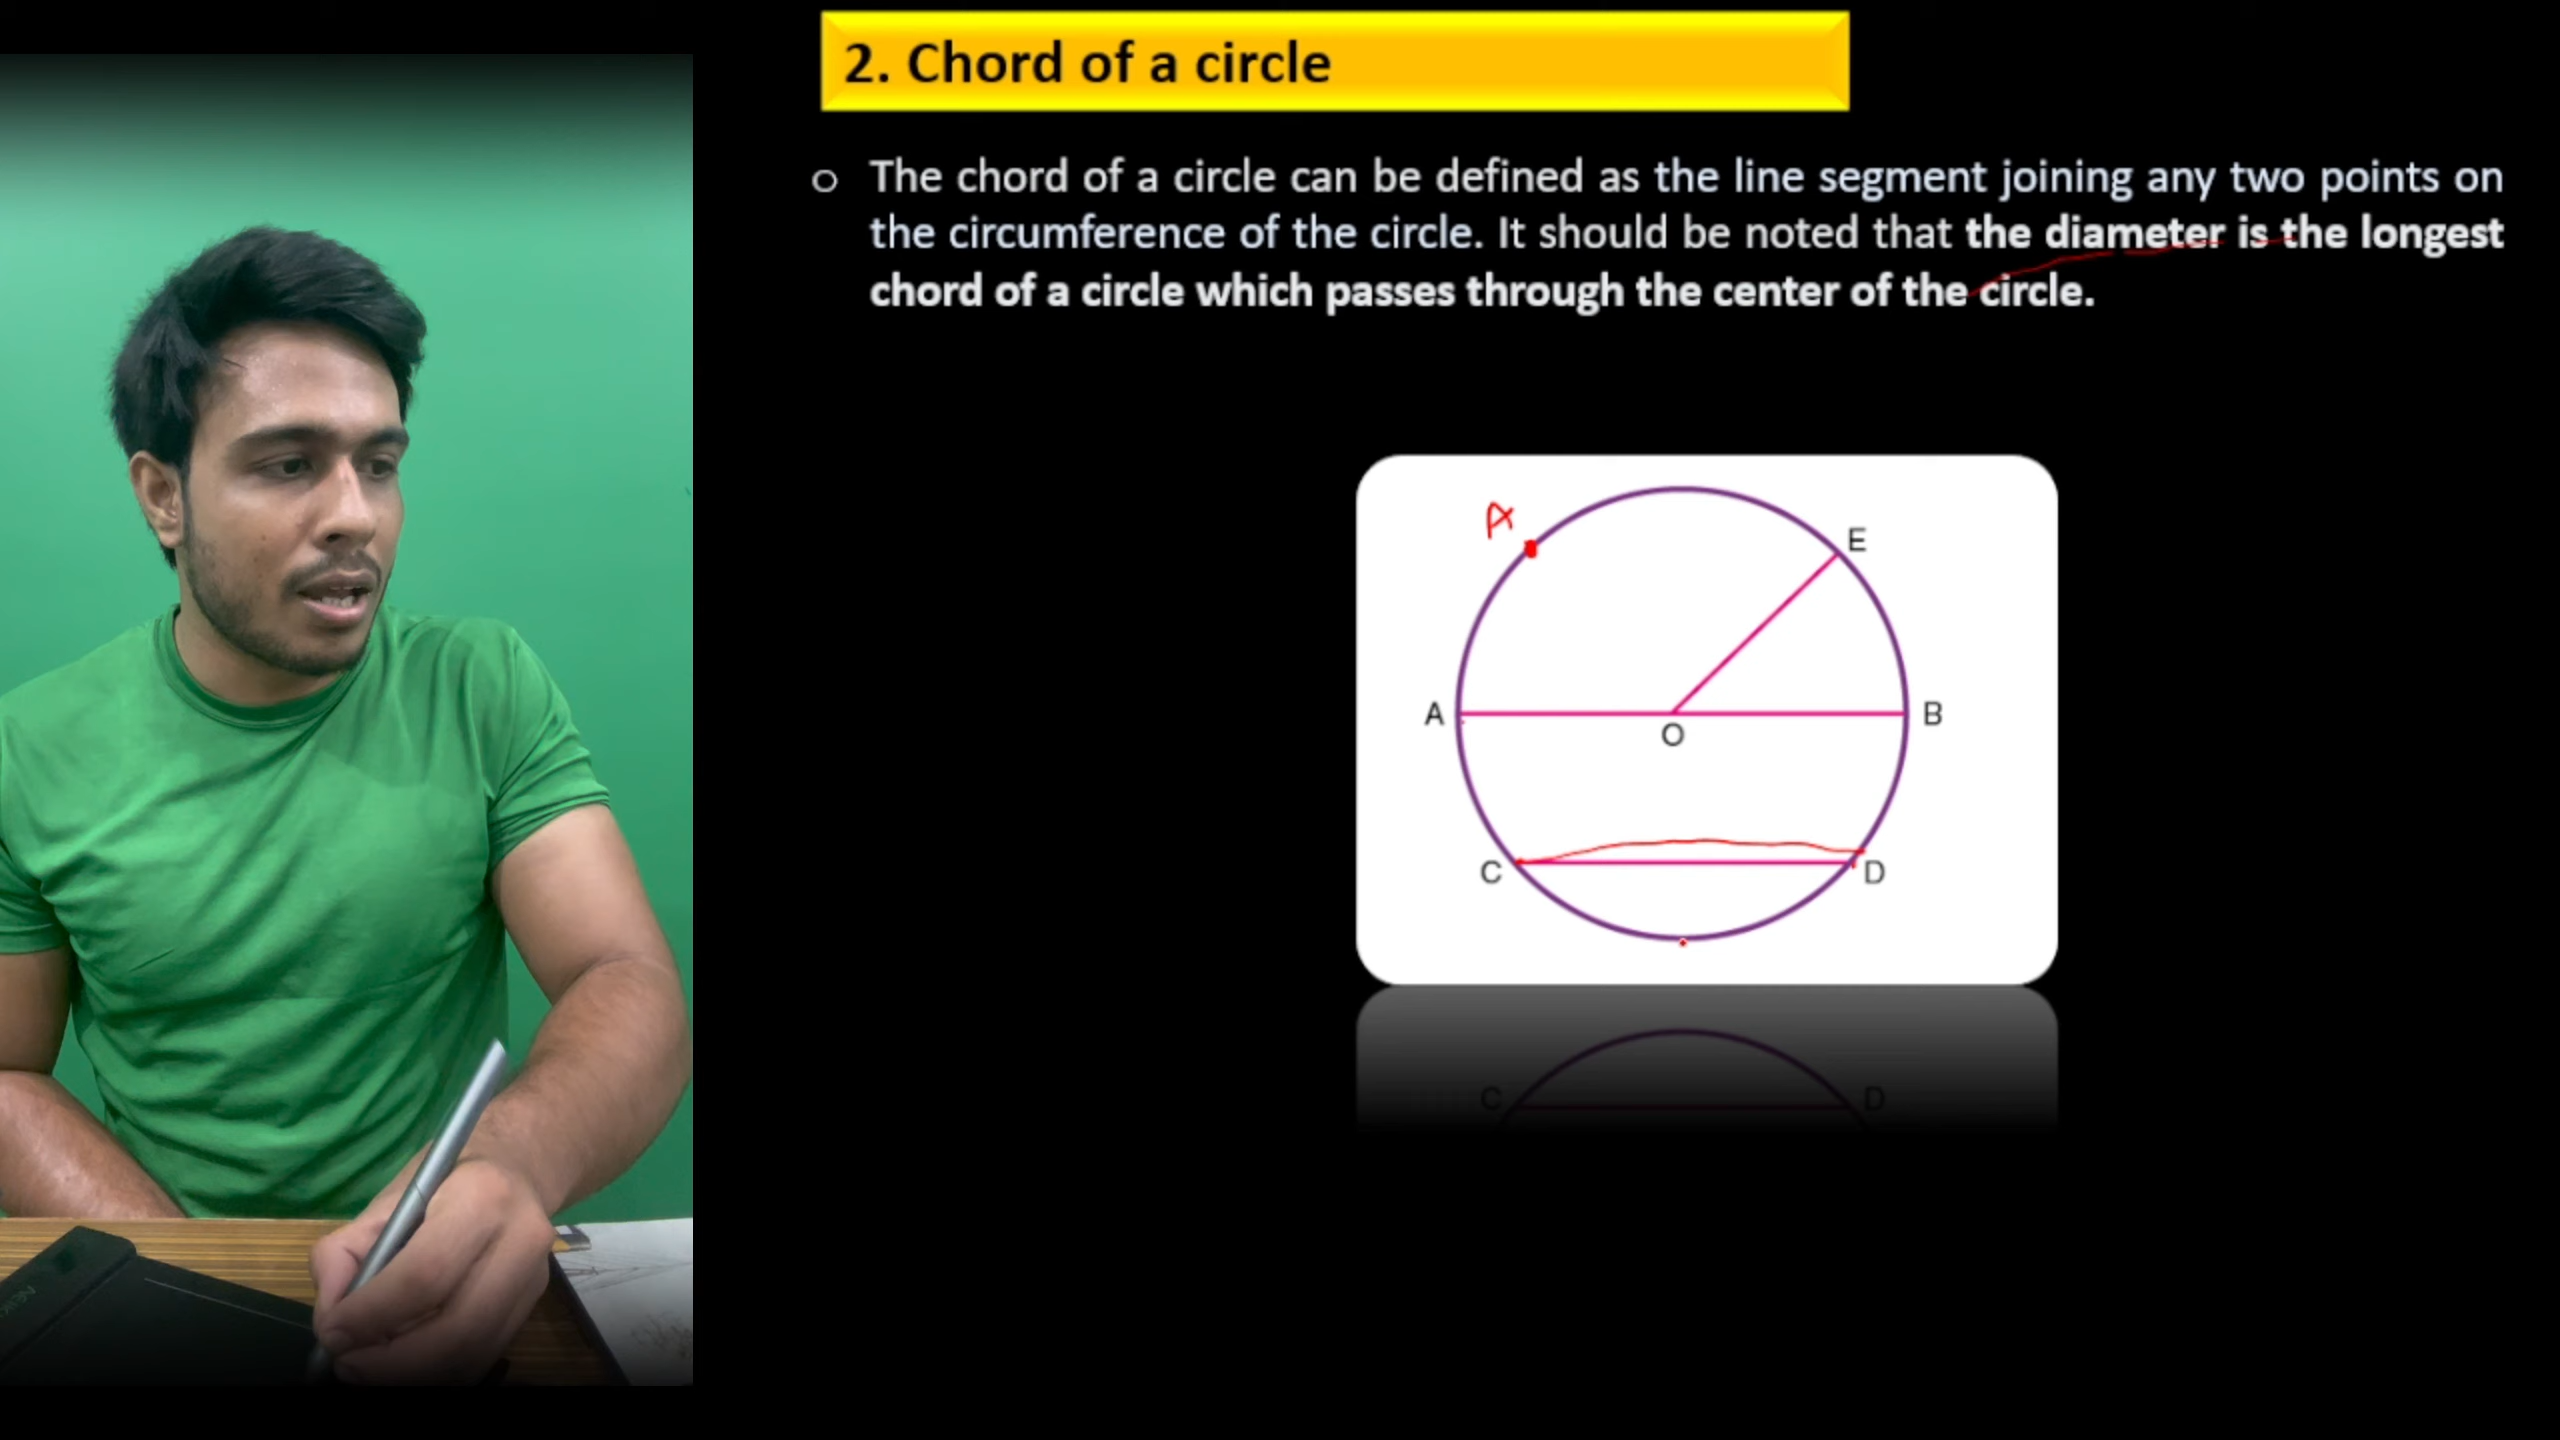 2. Chord of a circle
o The chord of a circle can be defined as the line segment joining any two points on
the circumference of the circle. It should be noted that the diameter is the longest
chord of a circle which passes through the center of the circle.
A
E
A
B
O
C
D
C
D